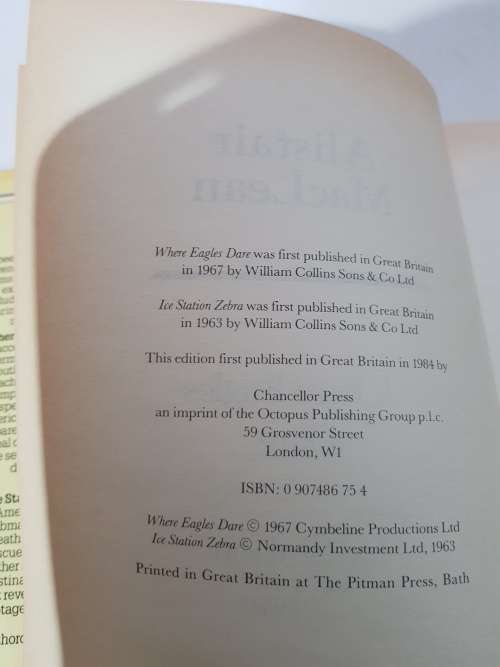 Alistair
MacLean
Where Eagles Dare was first published in Great Britain
in 1967 by William Collins Sons & Co Ltd
Ice Station Zebra was first published in Great Britain
in 1963 by William Collins Sons & Co Ltd
This edition first published in Great Britain in 1984 by
Chancellor Press
an imprint of the Octopus Publishing Group p.l.c.
59 Grosvenor Street
London, W1
ISBN: 0 907486 75 4
Where Eagles Dare © 1967 Cymbeline Productions Ltd
Ice Station Zebra © Normandy Investment Ltd, 1963
Printed in Great Britain at The Pitman Press, Bath